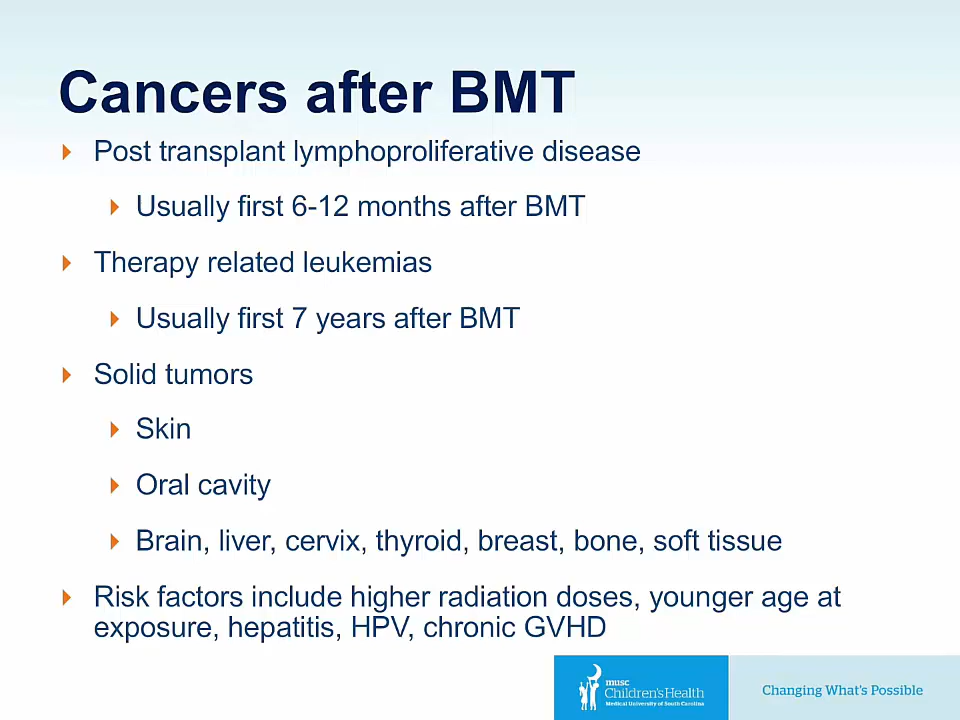 Cancers after BMT
Post transplant lymphoproliferative disease
Usually first 6-12 months after BMT
Therapy related leukemias
Usually first 7 years after BMT
Solid tumors
Skin
Oral cavity
Brain, liver, cervix, thyroid, breast, bone, soft tissue
Risk factors include higher radiation doses, younger age at
exposure, hepatitis, HPV, chronic GVHD
musc
Children's Health
Medical University of South Carolina
Changing What's Possible